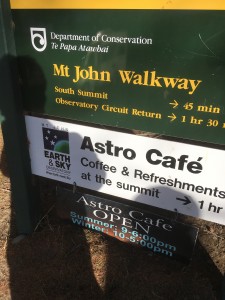 Department of Conservation
Te Papa Atawhai
Mt John Walkway
South Summit → 45 min
Observatory Circuit Return → 1 hr 30
EARTH
& SKY
Astro Café
Coffee & Refreshments
at the summit → 1 hr
Astro Cafe
OPEN
Summer: 9-6:00pm
Winter: 10-5:00pm